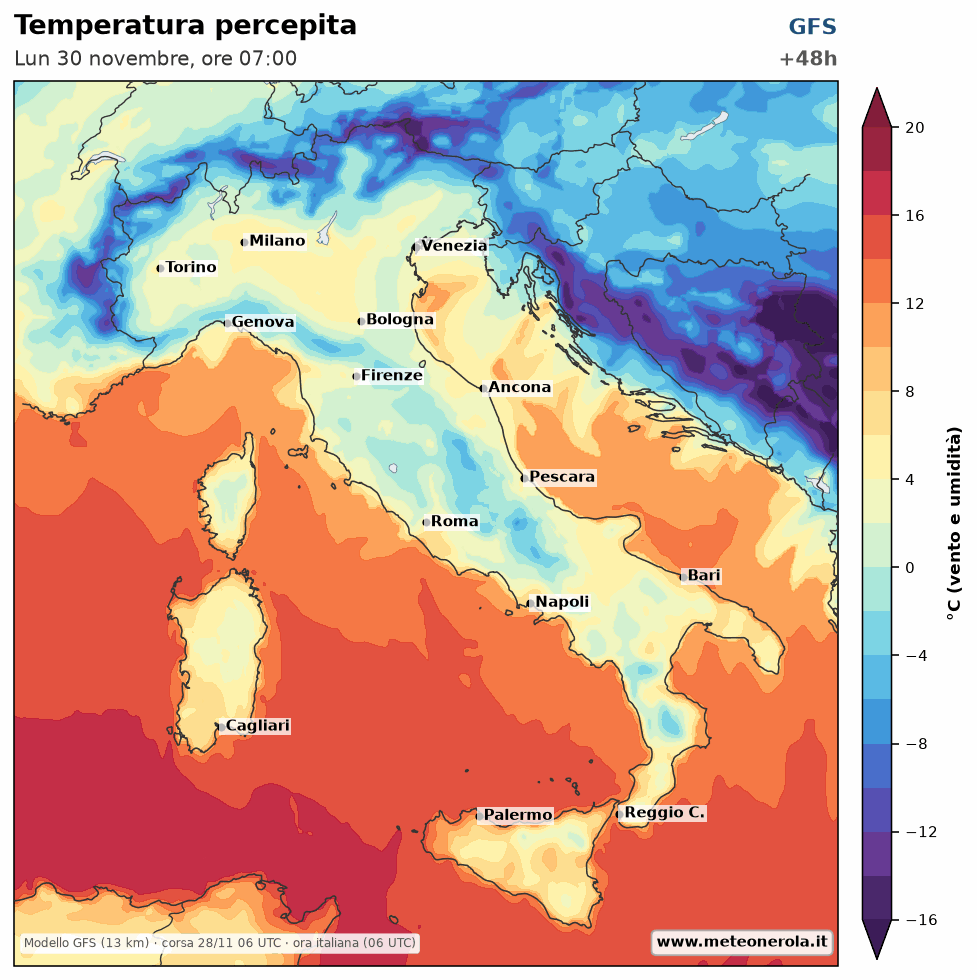 Temperatura percepita
GFS
Lun 30 novembre, ore 07:00
+48h
Milano
Venezia
Torino
Genova
Bologna
Firenze
Ancona
Pescara
Roma
Bari
Napoli
Cagliari
Palermo
Reggio C.
20
16
12
8
4
0
−4
−8
−12
−16
°C (vento e umidità)
Modello GFS (13 km) · corsa 28/11 06 UTC · ora italiana (06 UTC)
www.meteonerola.it